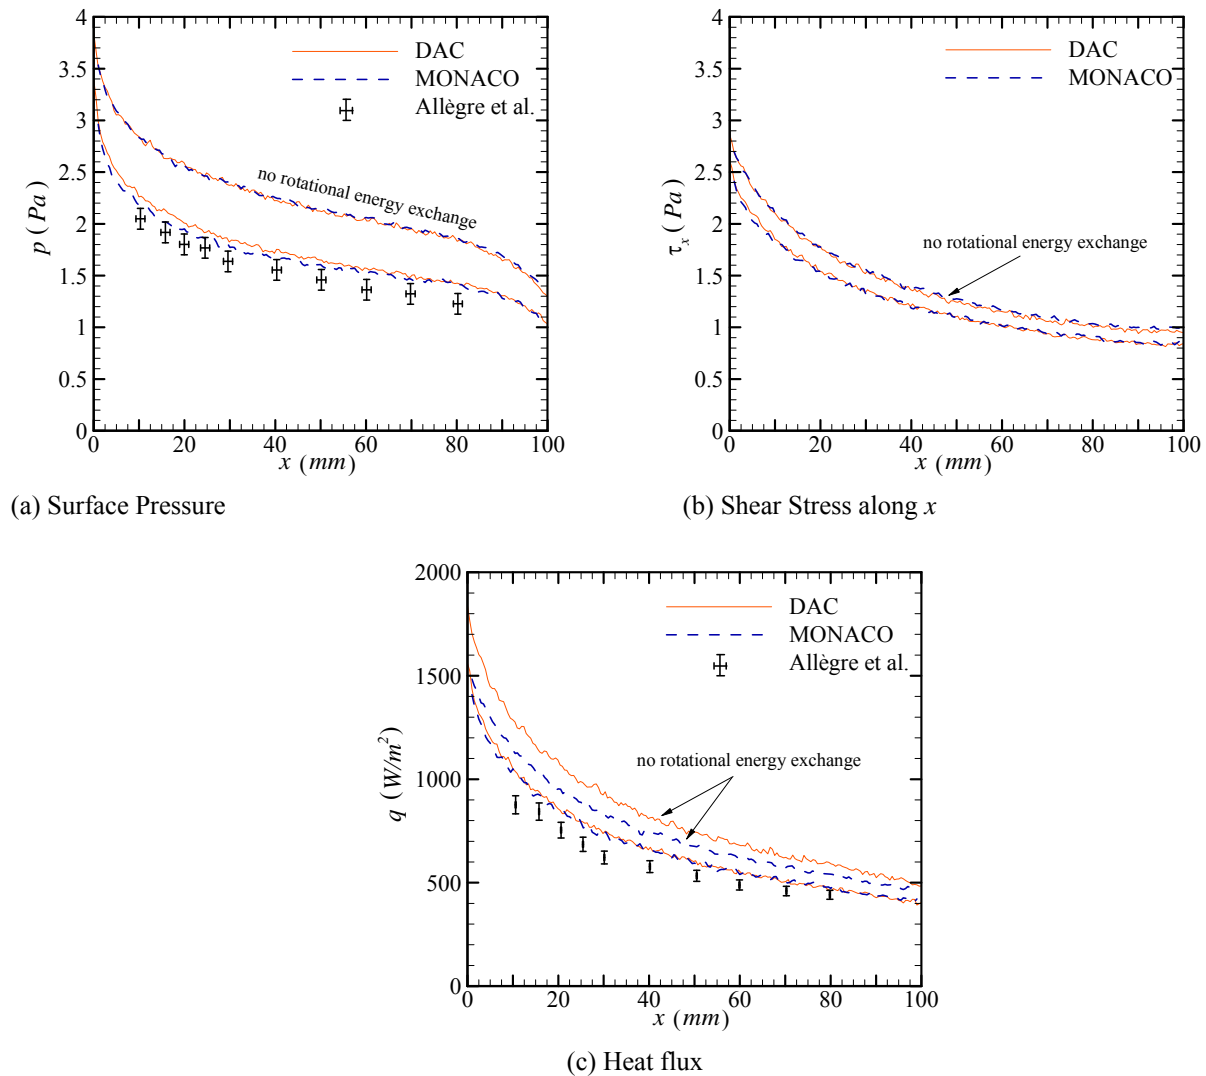 4
3.5
3
2.5
2
1.5
1
0.5
0
p (Pa)
DAC
MONACO
Allègre et al.
no rotational energy exchange
0 20 40 60 80 100
x (mm)
(a) Surface Pressure
4
3.5
3
2.5
2
1.5
1
0.5
0
τx (Pa)
DAC
MONACO
no rotational energy exchange
0 20 40 60 80 100
x (mm)
(b) Shear Stress along x
2000
1500
1000
500
0
q (W/m²)
DAC
MONACO
Allègre et al.
no rotational energy exchange
0 20 40 60 80 100
x (mm)
(c) Heat flux